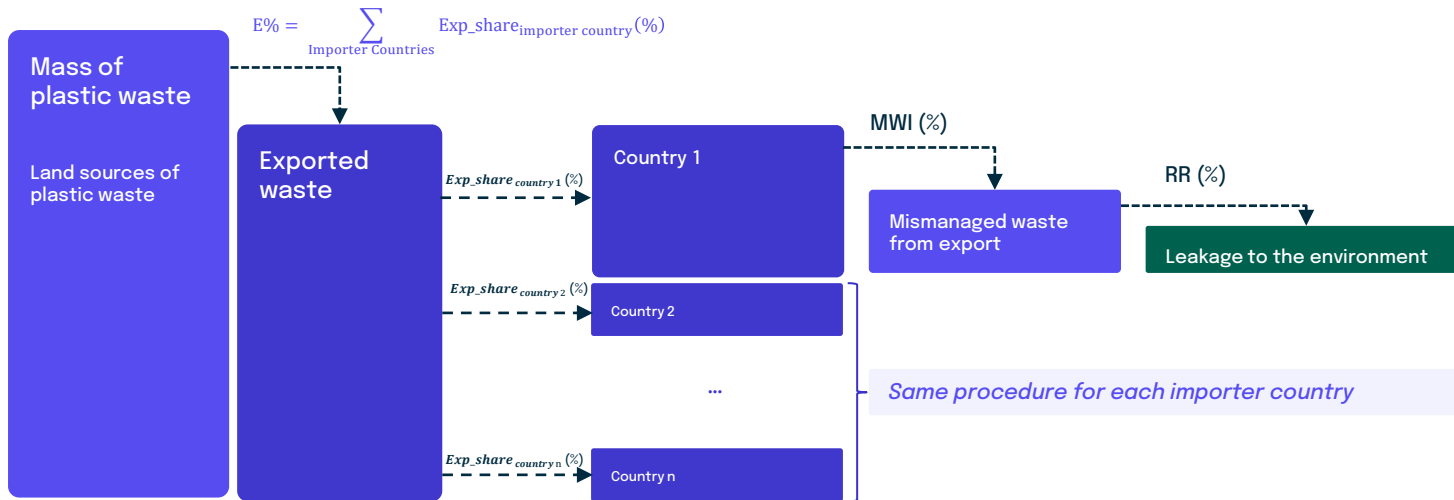 E% = ∑ Exp_share importer country (%)
Importer Countries
Mass of
plastic waste
Land sources of
plastic waste
Exported
waste
Exp_share country 1 (%)
Country 1
MWI (%)
Mismanaged waste
from export
RR (%)
Leakage to the environment
Exp_share country 2 (%)
Country 2
...
Same procedure for each importer country
Exp_share country n (%)
Country n